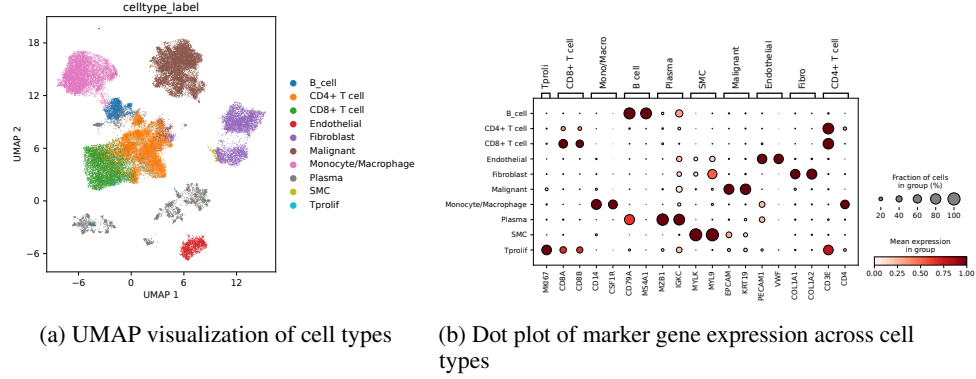 celltype_label
18
12
6
0
−6
−6
0
6
12
UMAP 2
UMAP 1
B_cell
CD4+ T cell
CD8+ T cell
Endothelial
Fibroblast
Malignant
Monocyte/Macrophage
Plasma
SMC
Tprolif
(a) UMAP visualization of cell types
Tproli
CD8+ T cell
Mono/Macro
B cell
Plasma
SMC
Malignant
Endothelial
Fibro
CD4+ T cell
B_cell
CD4+ T cell
CD8+ T cell
Endothelial
Fibroblast
Malignant
Monocyte/Macrophage
Plasma
SMC
Tprolif
MKI67
CD8A
CD8B
CD14
CSF1R
CD79A
MS4A1
MZB1
IGKC
MYLK
MYL9
EPCAM
KRT19
PECAM1
VWF
COL1A1
COL1A2
CD3E
CD4
Fraction of cells
in group (%)
20 40 60 80 100
Mean expression
in group
0.00 0.25 0.50 0.75 1.00
(b) Dot plot of marker gene expression across cell
types